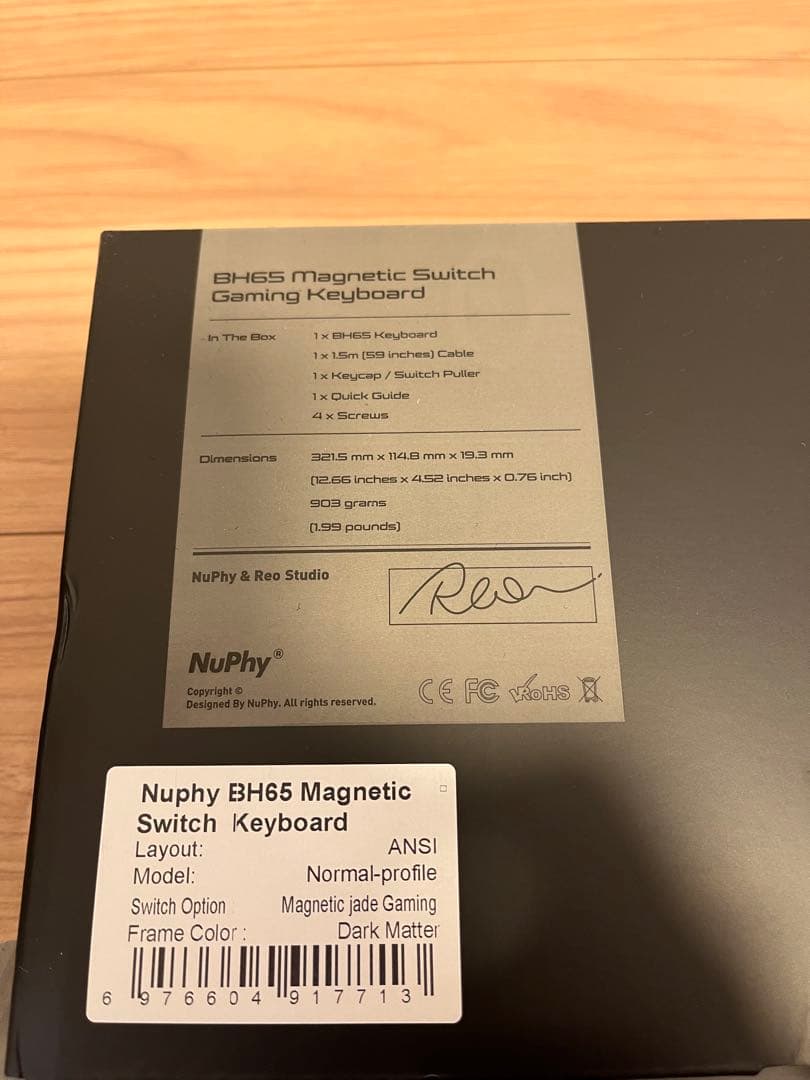 BH65 Magnetic Switch
Gaming Keyboard
In The Box
1 x BH65 Keyboard
1 x 1.5m (59 inches) Cable
1 x Keycap / Switch Puller
1 x Quick Guide
4 x Screws
Dimensions
321.5 mm x 114.8 mm x 19.3 mm
(12.66 inches x 4.52 inches x 0.76 inch)
903 grams
(1.99 pounds)
NuPhy & Reo Studio
Reo
NuPhy®
Copyright ©
Designed By NuPhy. All rights reserved.
CE FC RoHS
Nuphy BH65 Magnetic
Switch Keyboard
Layout: ANSI
Model: Normal-profile
Switch Option Magnetic jade Gaming
Frame Color : Dark Matter
6 976604 917713